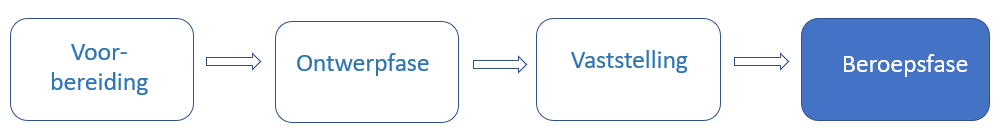 Voor-
bereiding
Ontwerpfase
Vaststelling
Beroepsfase